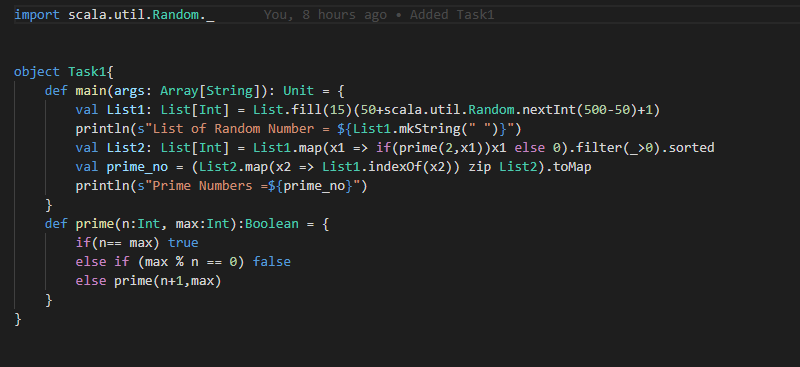 import scala.util.Random._ You, 8 hours ago • Added Task1
object Task1{
def main(args: Array[String]): Unit = {
val List1: List[Int] = List.fill(15)(50+scala.util.Random.nextInt(500-50)+1)
println(s"List of Random Number = ${List1.mkString(" ")}")
val List2: List[Int] = List1.map(x1 => if(prime(2,x1))x1 else 0).filter(_>0).sorted
val prime_no = (List2.map(x2 => List1.indexOf(x2)) zip List2).toMap
println(s"Prime Numbers =${prime_no}")
}
def prime(n:Int, max:Int):Boolean = {
if(n== max) true
else if (max % n == 0) false
else prime(n+1,max)
}
}